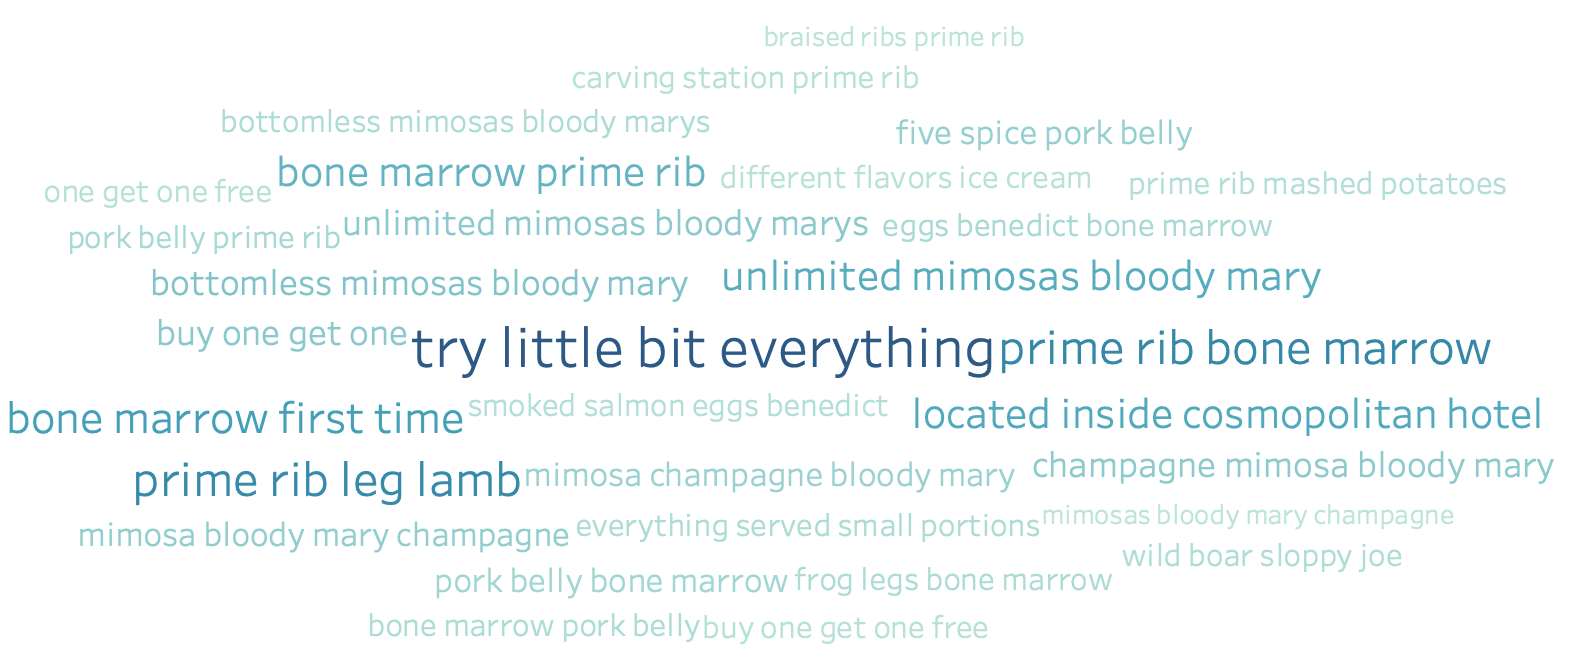 braised ribs prime rib
carving station prime rib
bottomless mimosas bloody marys
five spice pork belly
bone marrow prime rib
different flavors ice cream
prime rib mashed potatoes
one get one free
unlimited mimosas bloody marys
eggs benedict bone marrow
pork belly prime rib
bottomless mimosas bloody mary
unlimited mimosas bloody mary
buy one get one
try little bit everything
prime rib bone marrow
bone marrow first time
smoked salmon eggs benedict
located inside cosmopolitan hotel
prime rib leg lamb
mimosa champagne bloody mary
champagne mimosa bloody mary
mimosa bloody mary champagne
everything served small portions
mimosas bloody mary champagne
wild boar sloppy joe
pork belly bone marrow
frog legs bone marrow
bone marrow pork belly
buy one get one free